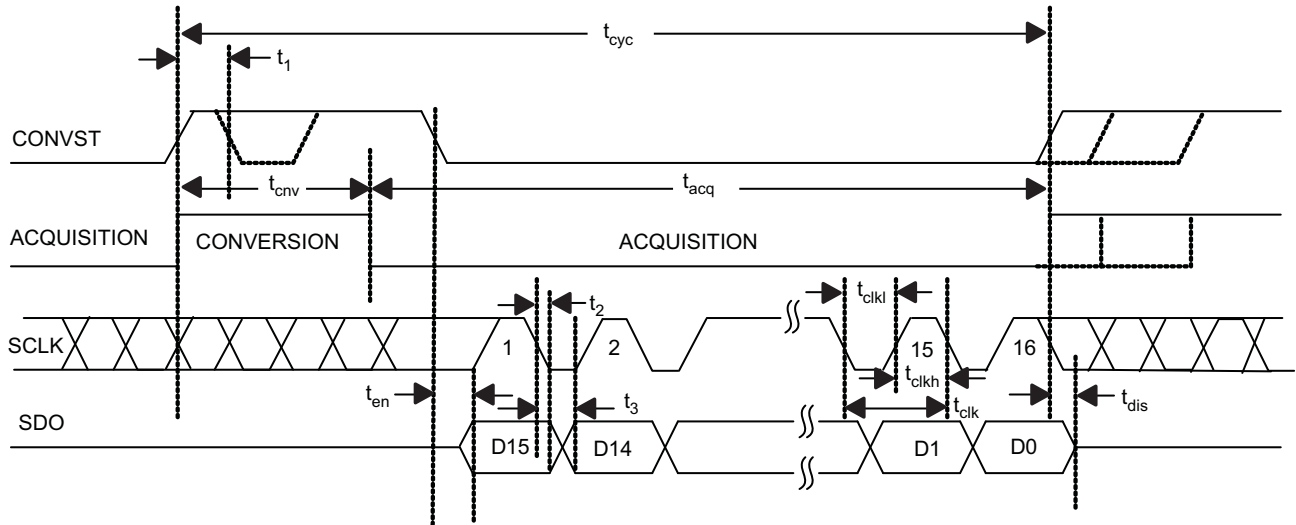 t_cyc
t_1
CONVST
t_cnv
t_acq
ACQUISITION
CONVERSION
ACQUISITION
t_2
t_clkl
SCLK
1
2
15
16
t_clkh
t_en
t_3
t_clk
t_dis
SDO
D15
D14
D1
D0